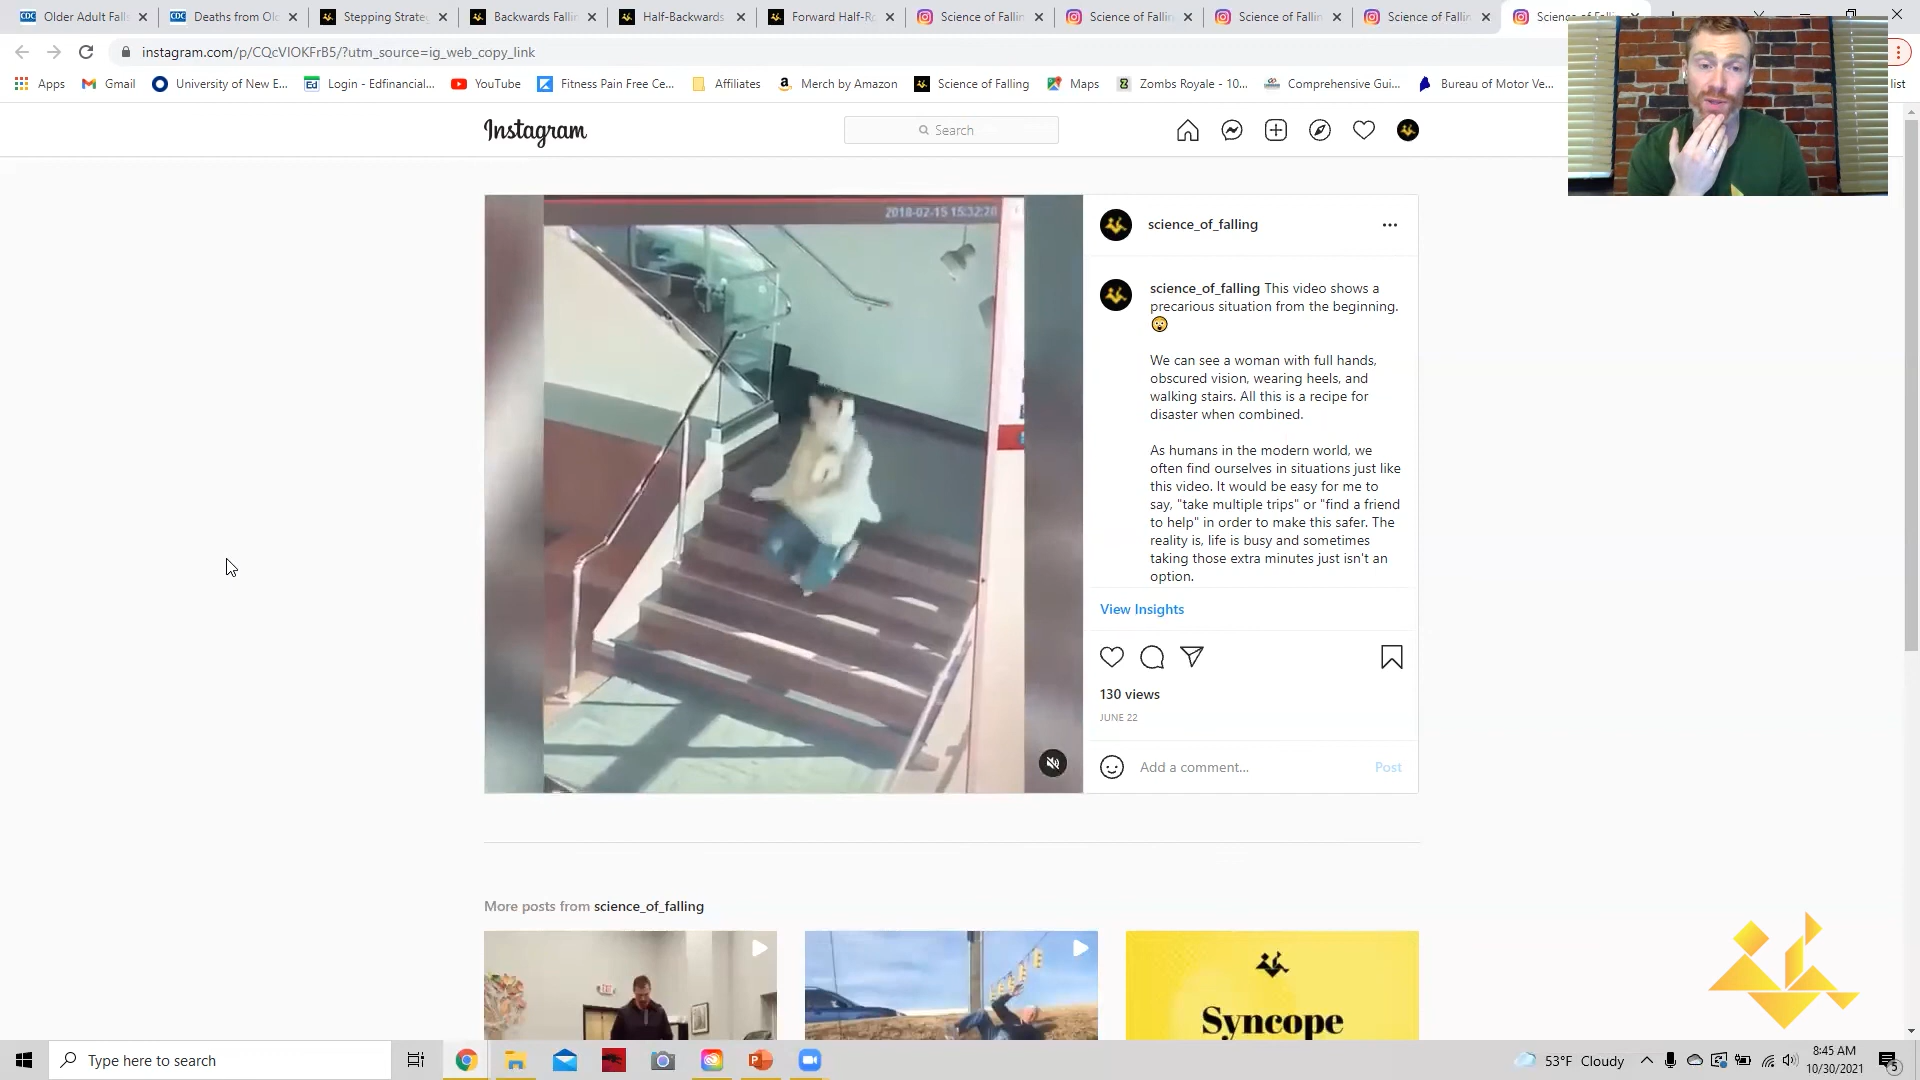 Older Adult Fall
Deaths from Old
Stepping Strate
Backwards Fallin
Half-Backwards
Forward Half-Ro
Science of Fallin
Science of Fallin
Science of Fallin
Science of Fallin
instagram.com/p/CQcVIOKFrB5/?utm_source=ig_web_copy_link
Apps
Gmail
University of New E...
Login - Edfinancial...
YouTube
Fitness Pain Free Ce...
Affiliates
Merch by Amazon
Science of Falling
Maps
Zombs Royale - 10...
Comprehensive Gui...
Bureau of Motor Ve...
list
Instagram
Search
2018-02-15 15:32:20
science_of_falling
science_of_falling This video shows a
precarious situation from the beginning.
We can see a woman with full hands,
obscured vision, wearing heels, and
walking stairs. All this is a recipe for
disaster when combined.
As humans in the modern world, we
often find ourselves in situations just like
this video. It would be easy for me to
say, "take multiple trips" or "find a friend
to help" in order to make this safer. The
reality is, life is busy and sometimes
taking those extra minutes just isn't an
option.
View Insights
130 views
JUNE 22
Add a comment...
Post
More posts from science_of_falling
Syncope
Type here to search
53°F Cloudy
8:45 AM
10/30/2021
5